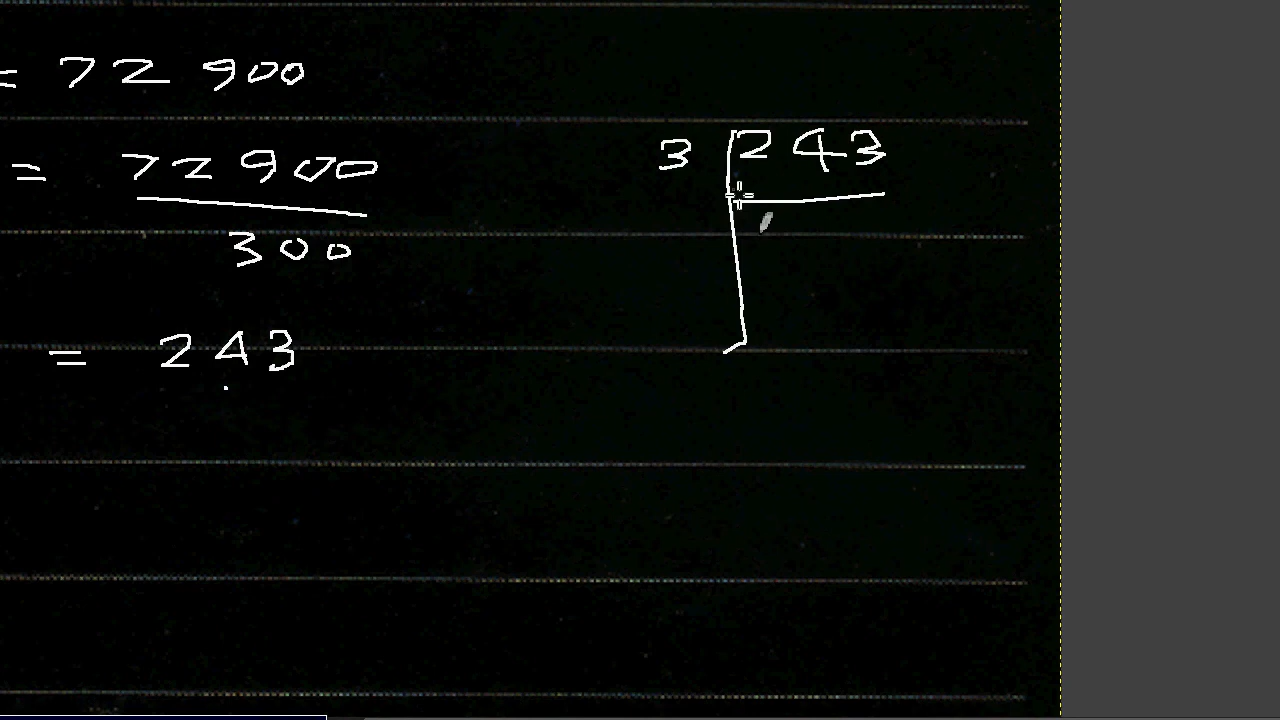 = 72 900
= 72900
300
= 243
3 243